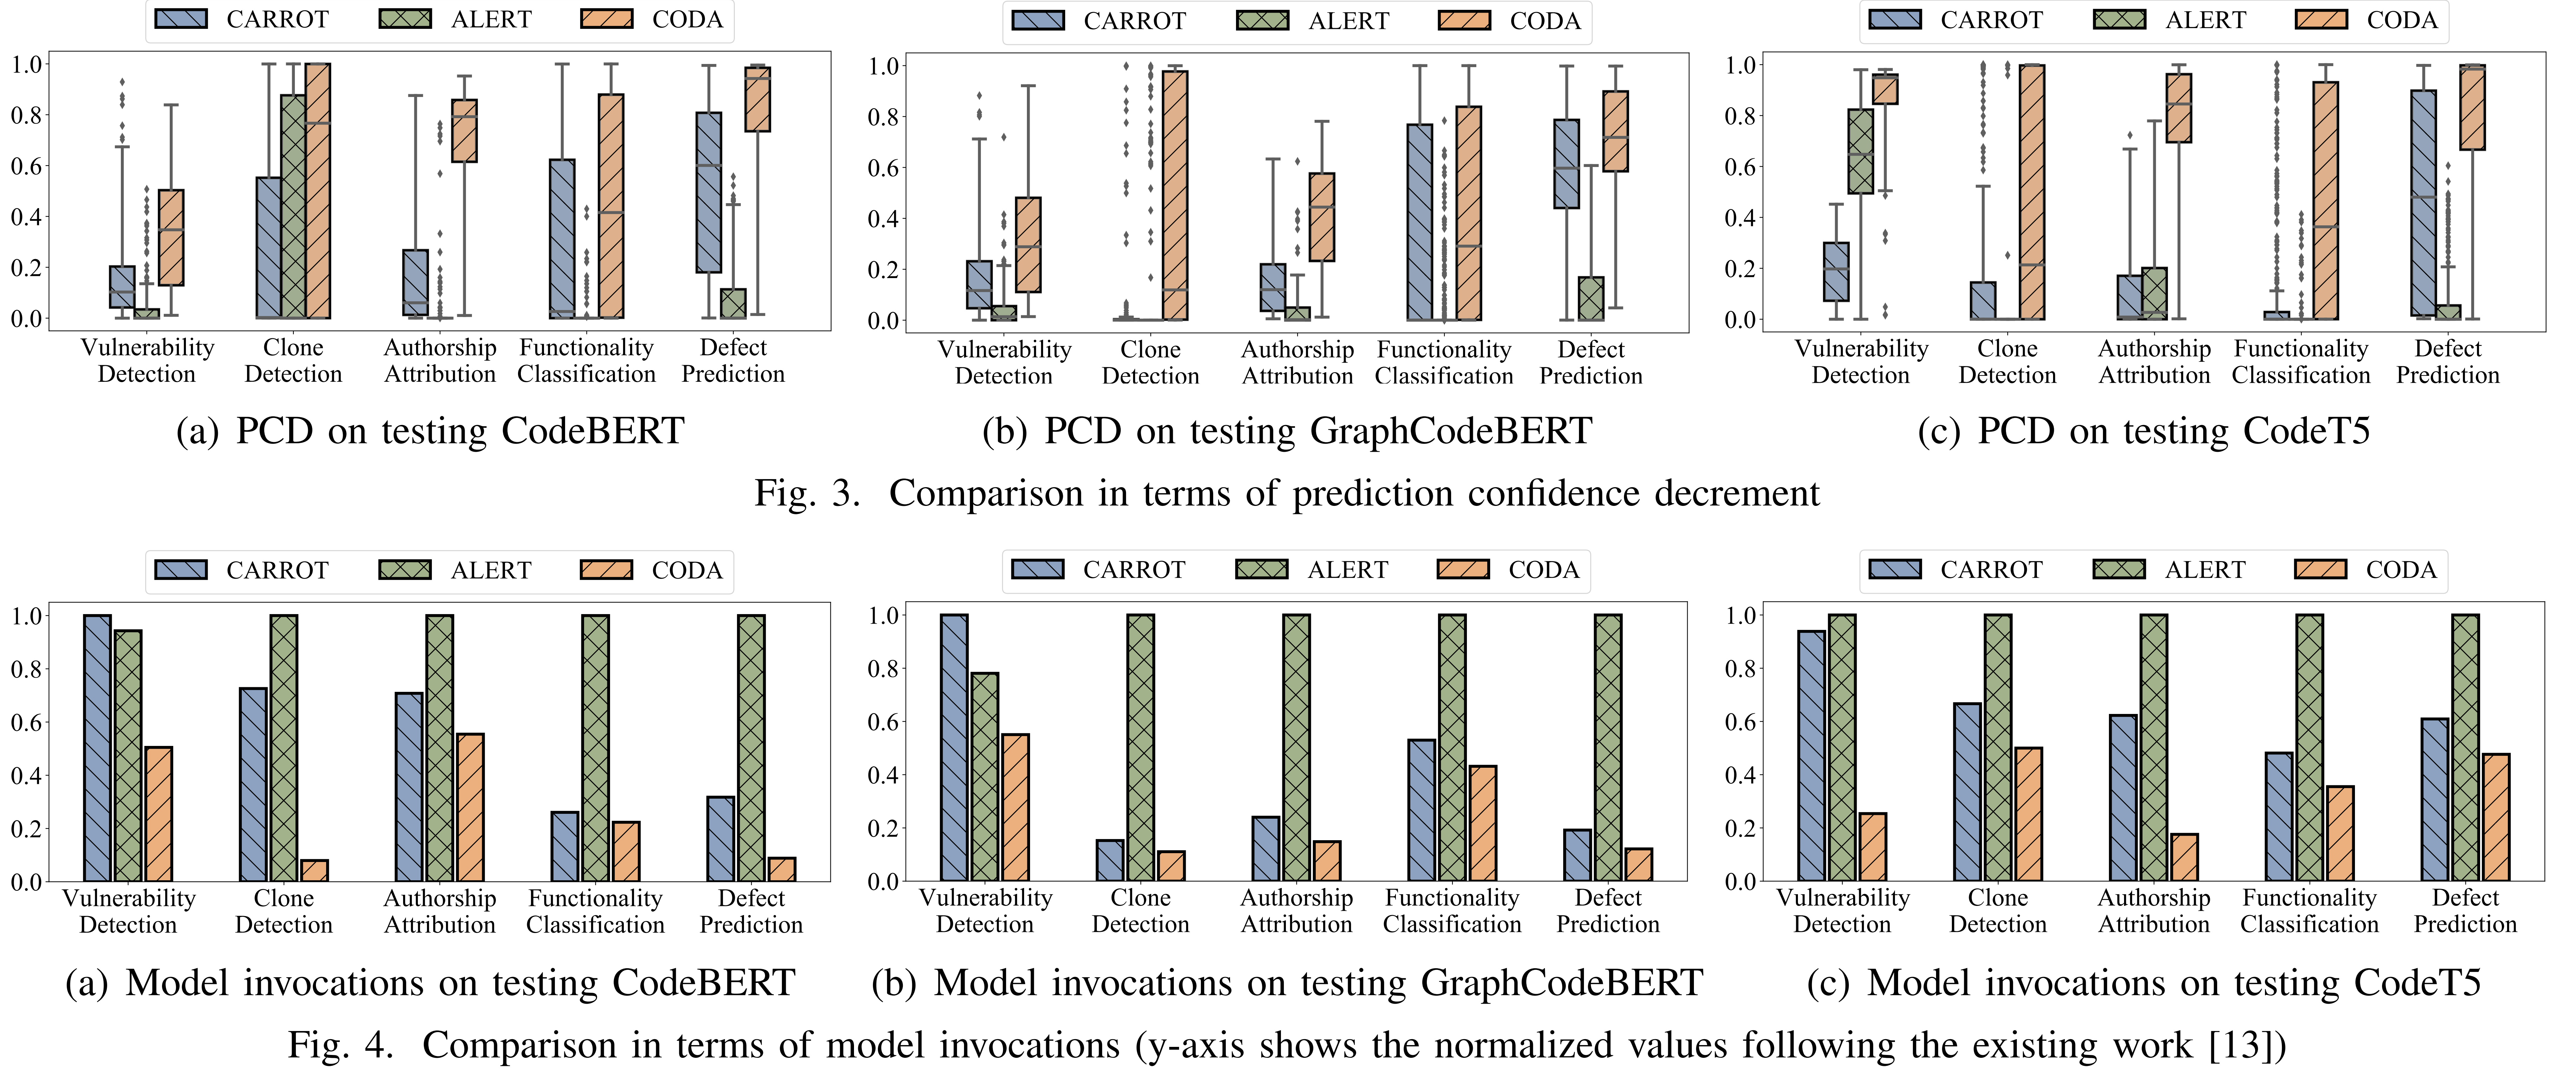 CARROT ALERT CODA
1.0
0.8
0.6
0.4
0.2
0.0
Vulnerability Detection
Clone Detection
Authorship Attribution
Functionality Classification
Defect Prediction
(a) PCD on testing CodeBERT
CARROT ALERT CODA
1.0
0.8
0.6
0.4
0.2
0.0
Vulnerability Detection
Clone Detection
Authorship Attribution
Functionality Classification
Defect Prediction
(b) PCD on testing GraphCodeBERT
CARROT ALERT CODA
1.0
0.8
0.6
0.4
0.2
0.0
Vulnerability Detection
Clone Detection
Authorship Attribution
Functionality Classification
Defect Prediction
(c) PCD on testing CodeT5
Fig. 3. Comparison in terms of prediction confidence decrement
CARROT ALERT CODA
1.0
0.8
0.6
0.4
0.2
0.0
Vulnerability Detection
Clone Detection
Authorship Attribution
Functionality Classification
Defect Prediction
(a) Model invocations on testing CodeBERT
CARROT ALERT CODA
1.0
0.8
0.6
0.4
0.2
0.0
Vulnerability Detection
Clone Detection
Authorship Attribution
Functionality Classification
Defect Prediction
(b) Model invocations on testing GraphCodeBERT
CARROT ALERT CODA
1.0
0.8
0.6
0.4
0.2
0.0
Vulnerability Detection
Clone Detection
Authorship Attribution
Functionality Classification
Defect Prediction
(c) Model invocations on testing CodeT5
Fig. 4. Comparison in terms of model invocations (y-axis shows the normalized values following the existing work [13])